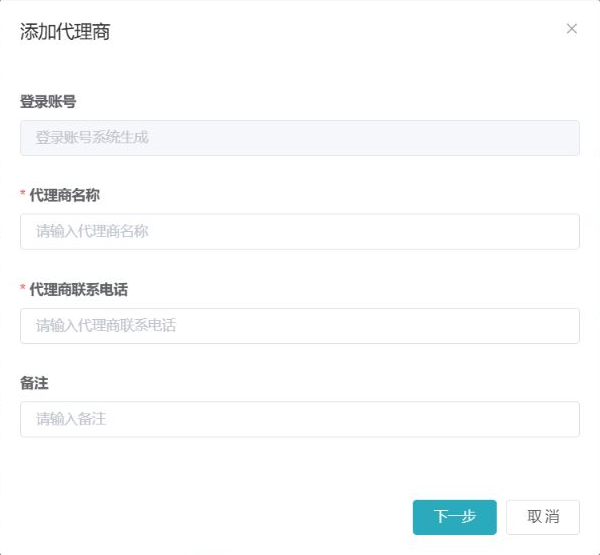 添加代理商
登录账号
登录账号系统生成
* 代理商名称
请输入代理商名称
* 代理商联系电话
请输入代理商联系电话
备注
请输入备注
下一步 取消